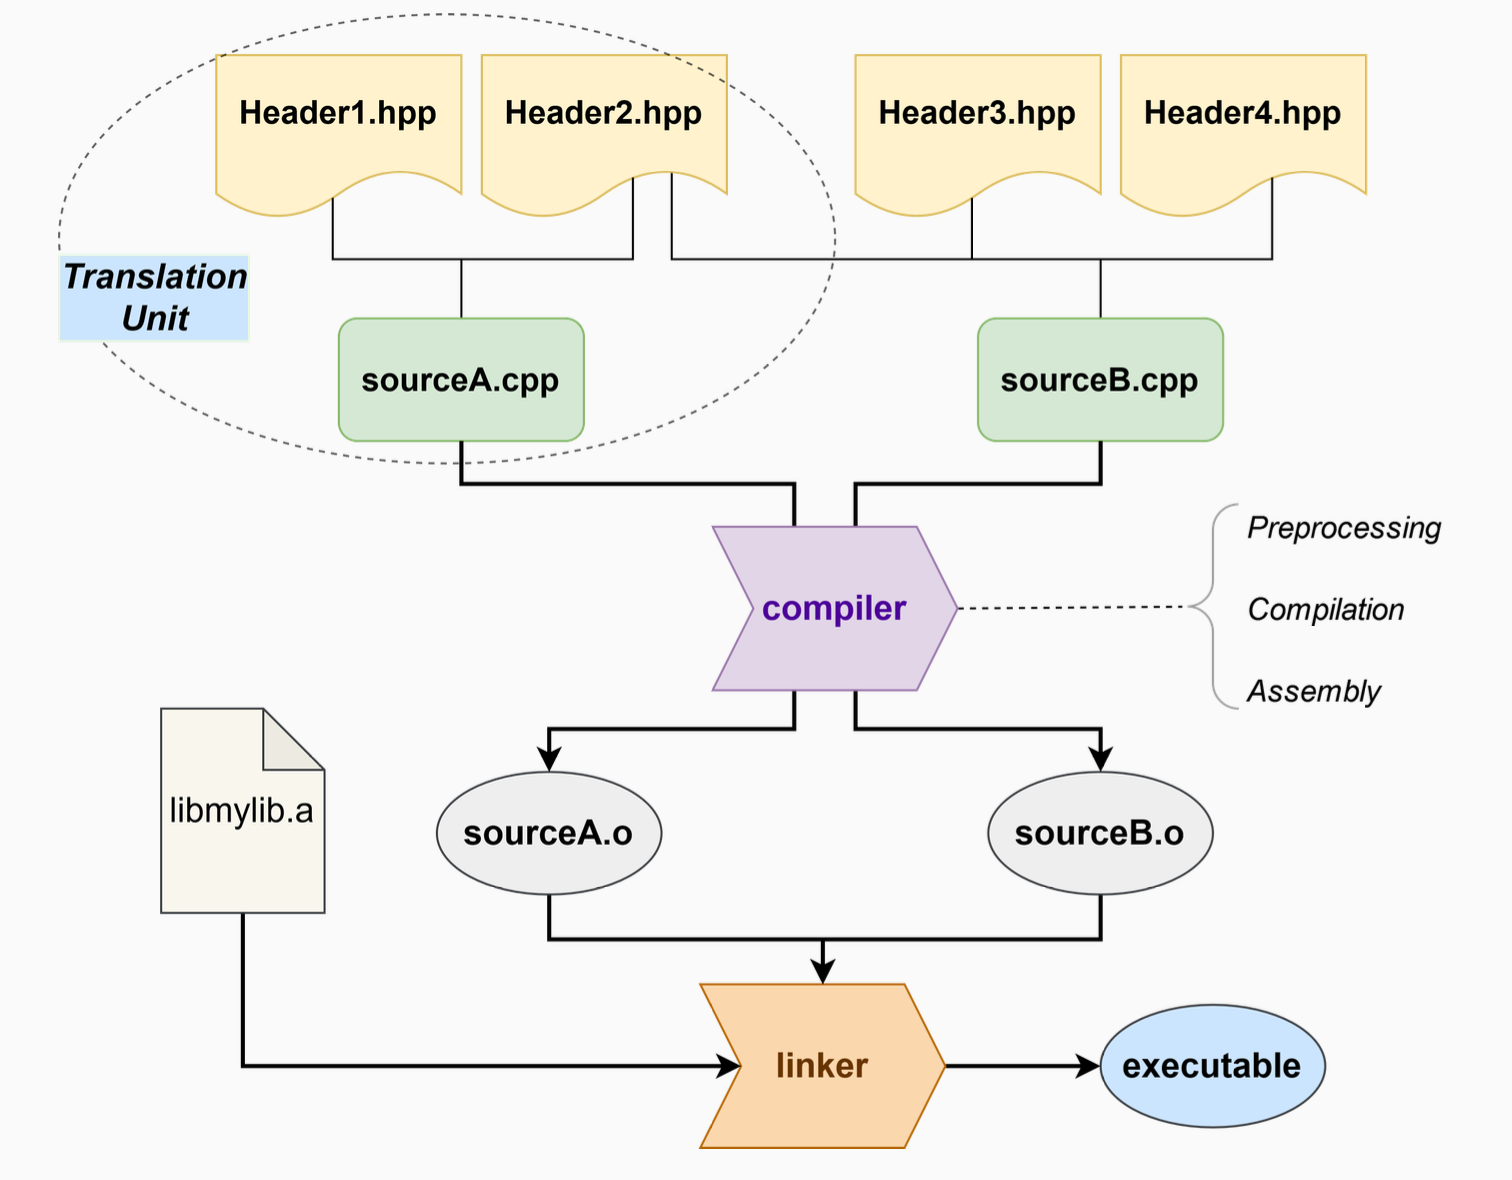 Header1.hpp
Header2.hpp
Header3.hpp
Header4.hpp
Translation
Unit
sourceA.cpp
sourceB.cpp
compiler
Preprocessing
Compilation
Assembly
libmylib.a
sourceA.o
sourceB.o
linker
executable